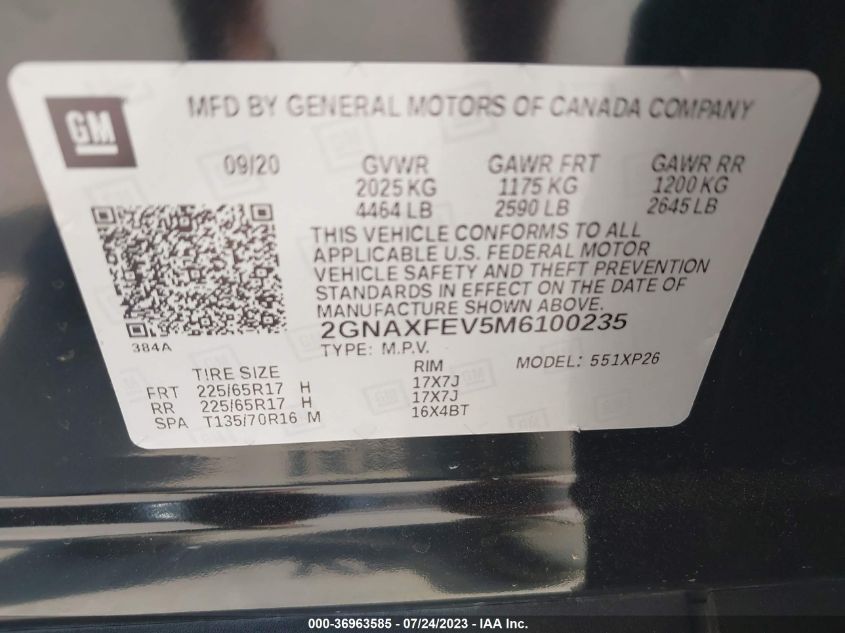 GM
MFD BY GENERAL MOTORS OF CANADA COMPANY
09/20 GVWR GAWR FRT GAWR RR
2025 KG 1175 KG 1200 KG
4464 LB 2590 LB 2645 LB
THIS VEHICLE CONFORMS TO ALL
APPLICABLE U.S. FEDERAL MOTOR
VEHICLE SAFETY AND THEFT PREVENTION
STANDARDS IN EFFECT ON THE DATE OF
MANUFACTURE SHOWN ABOVE.
384A
2GNAXFEV5M6100235
TYPE: M.P.V. MODEL: 551XP26
TIRE SIZE RIM
FRT 225/65R17 H 17X7J
RR 225/65R17 H 17X7J
SPA T135/70R16 M 16X4BT
000-36963585 - 07/24/2023 - IAA Inc.